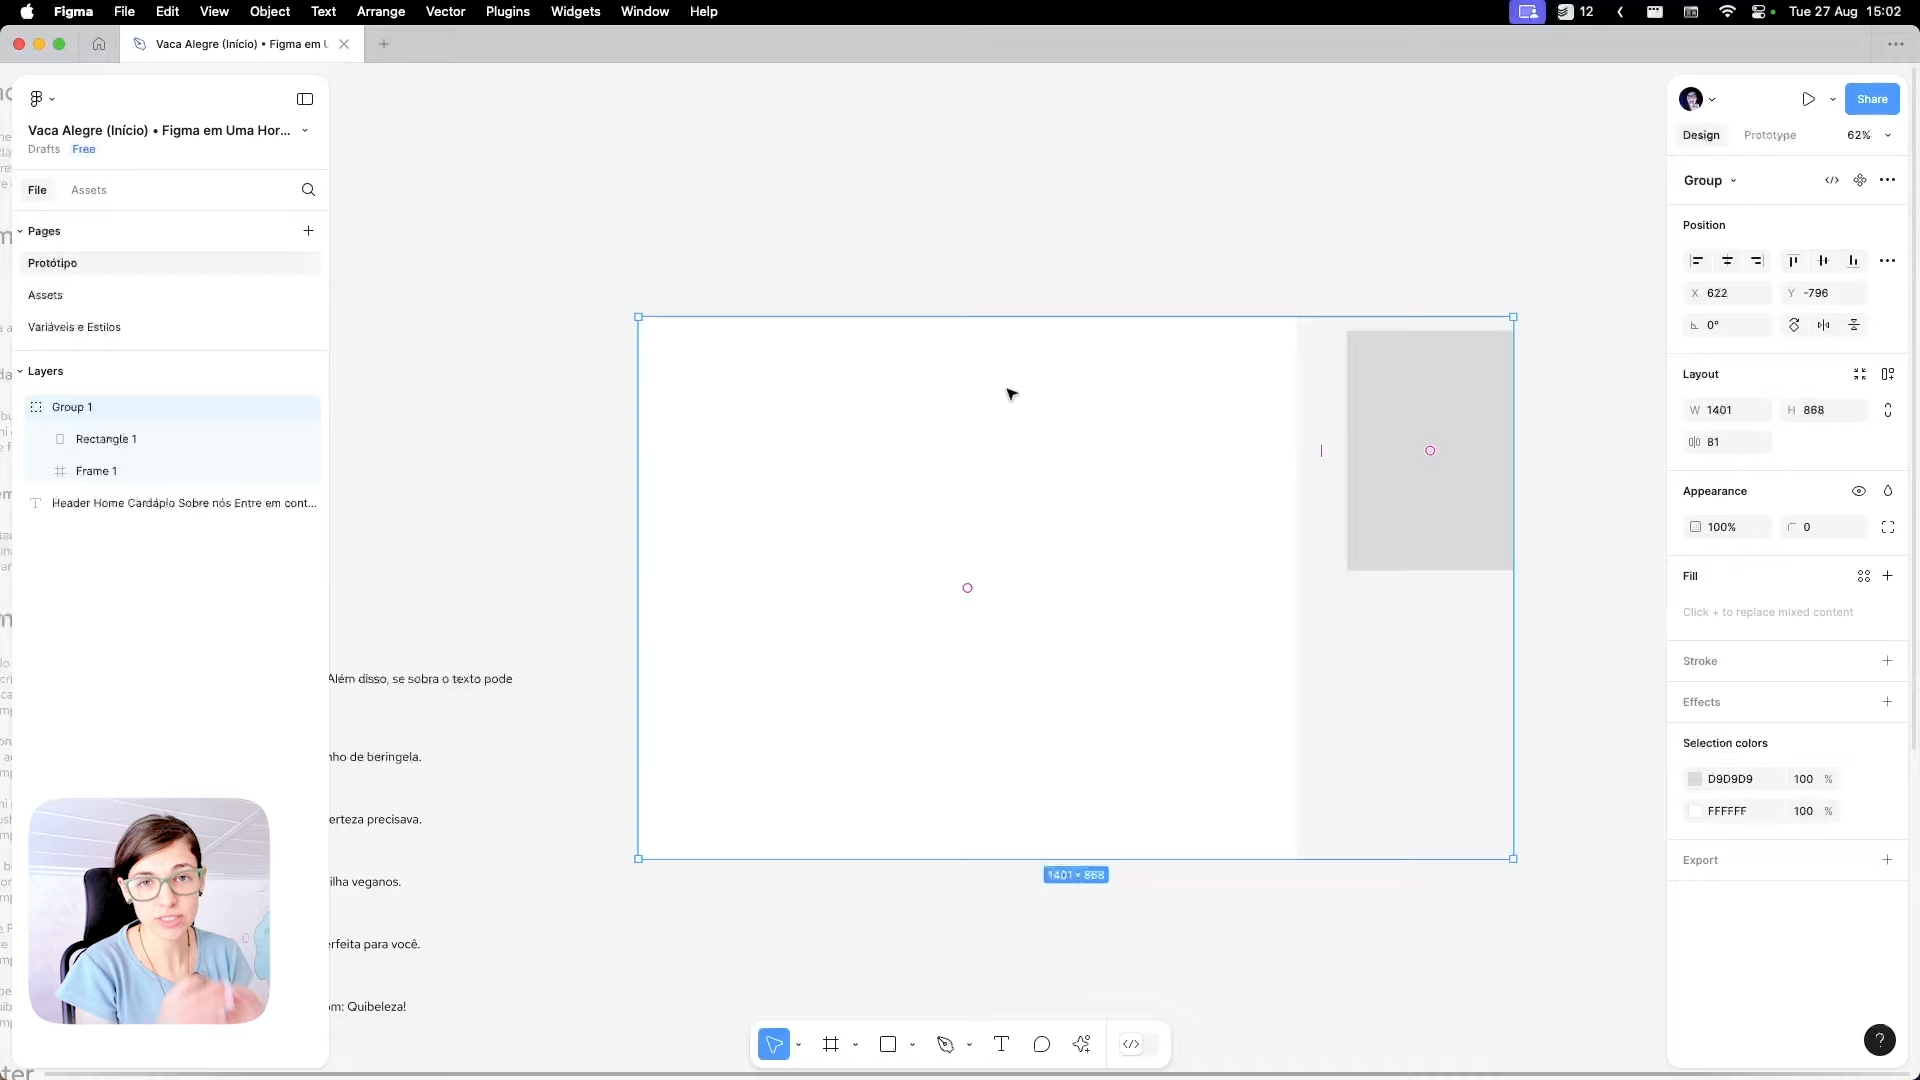 Figma File Edit View Object Text Arrange Vector Plugins Widgets Window Help
12
Tue 27 Aug 15:02
Vaca Alegre (Início) • Figma em U
Vaca Alegre (Início) • Figma em Uma Hor...
Drafts Free
File Assets
Pages
Protótipo
Assets
Variáveis e Estilos
Layers
Group 1
Rectangle 1
Frame 1
Header Home Cardápio Sobre nós Entre em cont...
Além disso, se sobra o texto pode
nho de beringela.
erteza precisava.
ilha veganos.
erfeita para você.
om: Quibeleza!
1401 × 868
Share
Design Prototype 62%
Group
Position
X 622 Y -796
0°
Layout
W 1401 H 868
81
Appearance
100% 0
Fill
Click + to replace mixed content
Stroke
Effects
Selection colors
D9D9D9 100 %
FFFFFF 100 %
Export
?
ter